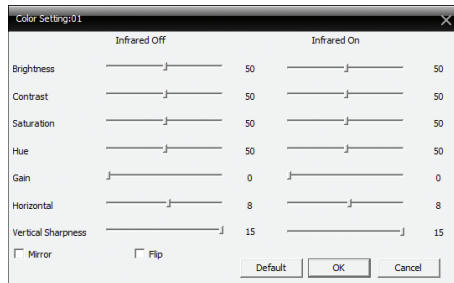 Color Setting:01
Infrared Off Infrared On
Brightness 50 50
Contrast 50 50
Saturation 50 50
Hue 50 50
Gain 0 0
Horizontal 8 8
Vertical Sharpness 15 15
Mirror Flip
Default OK Cancel